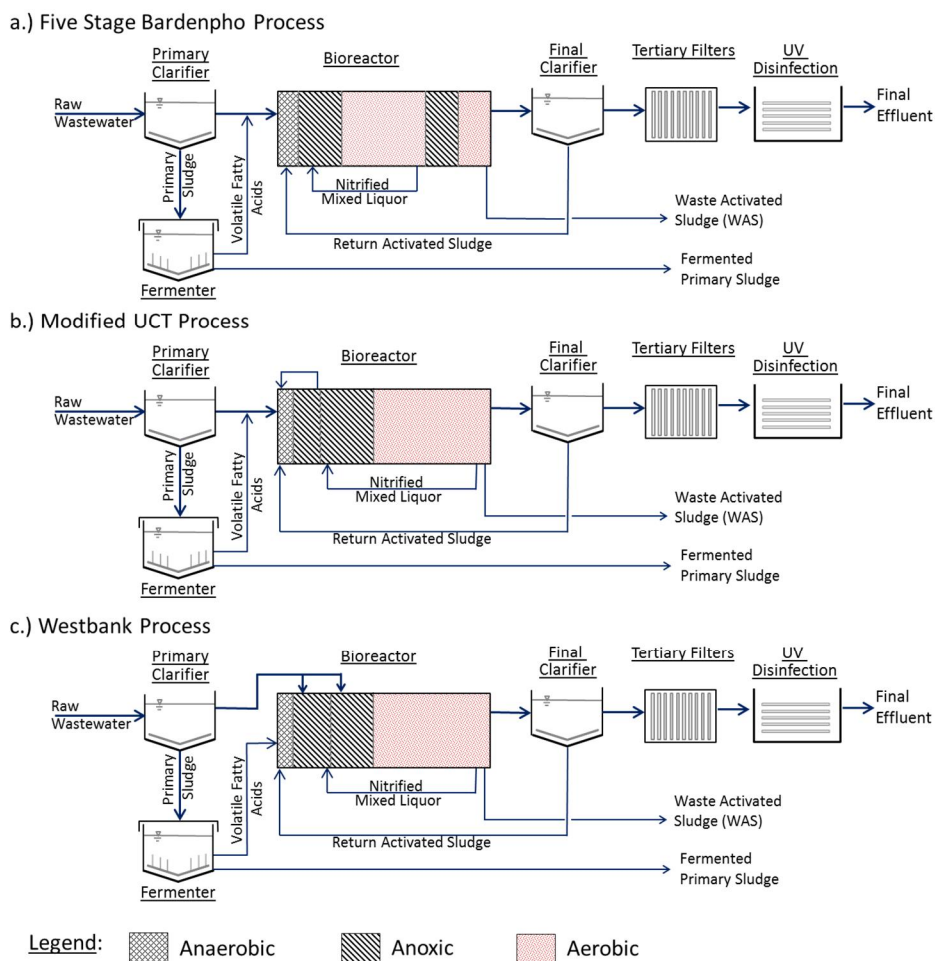 a.) Five Stage Bardenpho Process
Primary
Clarifier
Bioreactor
Final
Clarifier
Tertiary Filters
UV
Disinfection
Raw
Wastewater
Final
Effluent
Primary
Sludge
Volatile Fatty
Acids
Nitrified
Mixed Liquor
Return Activated Sludge
Waste Activated
Sludge (WAS)
Fermented
Primary Sludge
Fermenter
b.) Modified UCT Process
Primary
Clarifier
Bioreactor
Final
Clarifier
Tertiary Filters
UV
Disinfection
Raw
Wastewater
Final
Effluent
Primary
Sludge
Volatile Fatty
Acids
Nitrified
Mixed Liquor
Return Activated Sludge
Waste Activated
Sludge (WAS)
Fermented
Primary Sludge
Fermenter
c.) Westbank Process
Primary
Clarifier
Bioreactor
Final
Clarifier
Tertiary Filters
UV
Disinfection
Raw
Wastewater
Final
Effluent
Primary
Sludge
Volatile Fatty
Acids
Nitrified
Mixed Liquor
Return Activated Sludge
Waste Activated
Sludge (WAS)
Fermented
Primary Sludge
Fermenter
Legend: Anaerobic Anoxic Aerobic